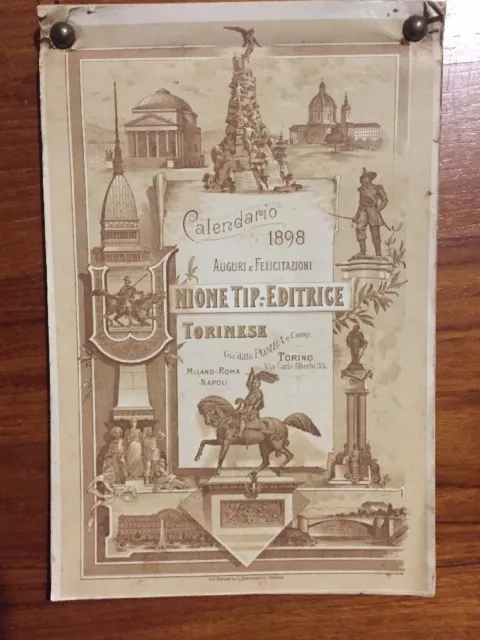 Calendario
1898
AUGURI E FELICITAZIONI
UNIONE TIP.-EDITRICE
TORINESE
Già ditta POMBA e Comp.
MILANO-ROMA
-NAPOLI
TORINO
Via Carlo Alberto, 33.